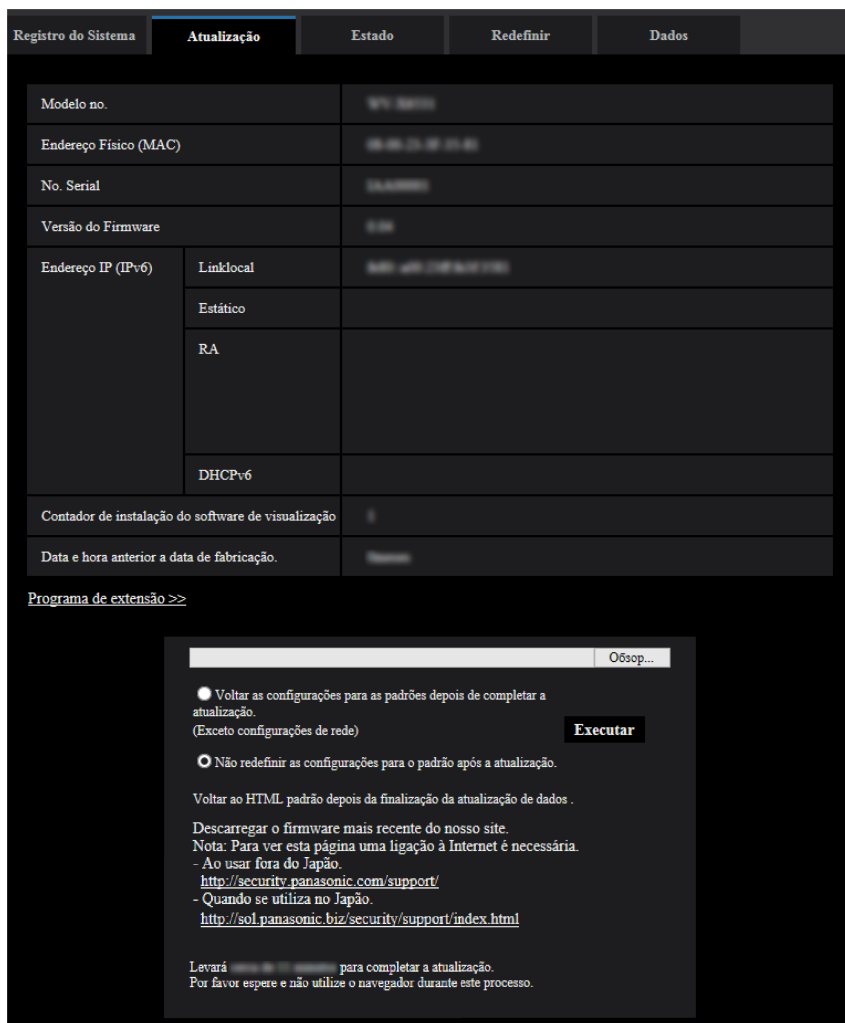 Registro do Sistema Atualização Estado Redefinir Dados
Modelo no.
Endereço Físico (MAC)
No. Serial
Versão do Firmware
Endereço IP (IPv6) Linklocal
Estático
RA
DHCPv6
Contador de instalação do software de visualização
Data e hora anterior a data de fabricação.
Programa de extensão >>
Обзор...
Voltar as configurações para as padrões depois de completar a
atualização.
(Exceto configurações de rede)
Executar
Não redefinir as configurações para o padrão após a atualização.
Voltar ao HTML padrão depois da finalização da atualização de dados .
Descarregar o firmware mais recente do nosso site.
Nota: Para ver esta página uma ligação à Internet é necessária.
- Ao usar fora do Japão.
http://security.panasonic.com/support/
- Quando se utiliza no Japão.
http://sol.panasonic.biz/security/support/index.html
Levará para completar a atualização.
Por favor espere e não utilize o navegador durante este processo.